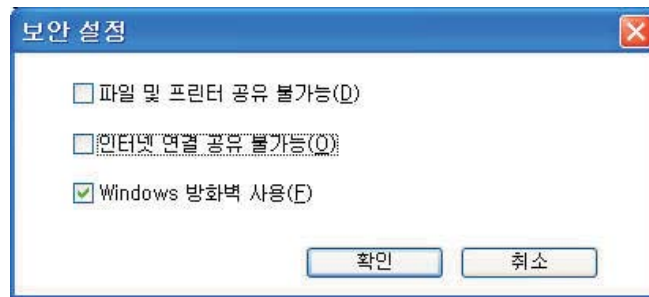 보안 설정
파일 및 프린터 공유 불가능(D)
인터넷 연결 공유 불가능(O)
Windows 방화벽 사용(F)
확인 취소